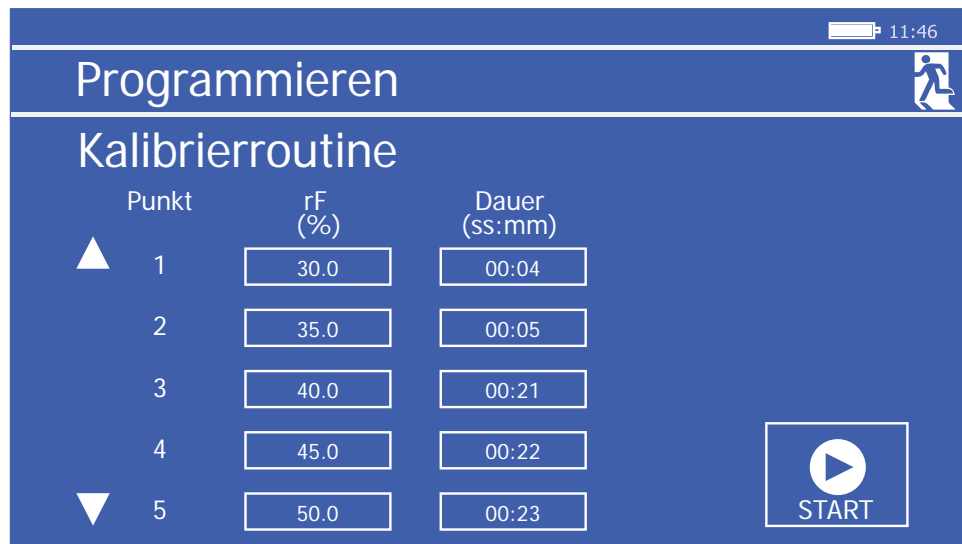 11:46
Programmieren
Kalibrierroutine
Punkt rF (%) Dauer (ss:mm)
1 30.0 00:04
2 35.0 00:05
3 40.0 00:21
4 45.0 00:22
5 50.0 00:23
START